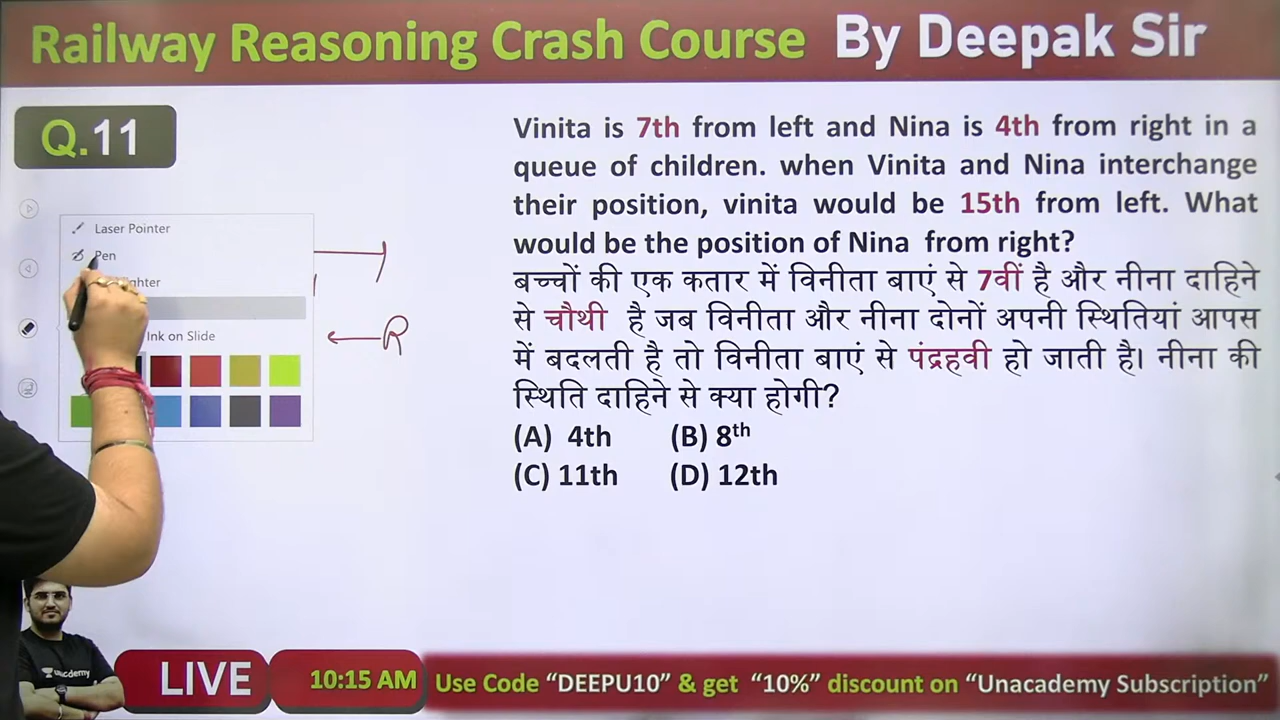 Railway Reasoning Crash Course By Deepak Sir
Q.11
Vinita is 7th from left and Nina is 4th from right in a
queue of children. when Vinita and Nina interchange
their position, vinita would be 15th from left. What
would be the position of Nina from right?
बच्चों की एक कतार में विनीता बाएं से 7वीं है और नीना दाहिने
से चौथी है जब विनीता और नीना दोनों अपनी स्थितियां आपस
में बदलती है तो विनीता बाएं से पंद्रहवी हो जाती है। नीना की
स्थिति दाहिने से क्या होगी?
(A) 4th (B) 8th
(C) 11th (D) 12th
Laser Pointer
Pen
Ink on Slide
R
unacademy
LIVE
10:15 AM
Use Code “DEEPU10” & get “10%” discount on “Unacademy Subscription”